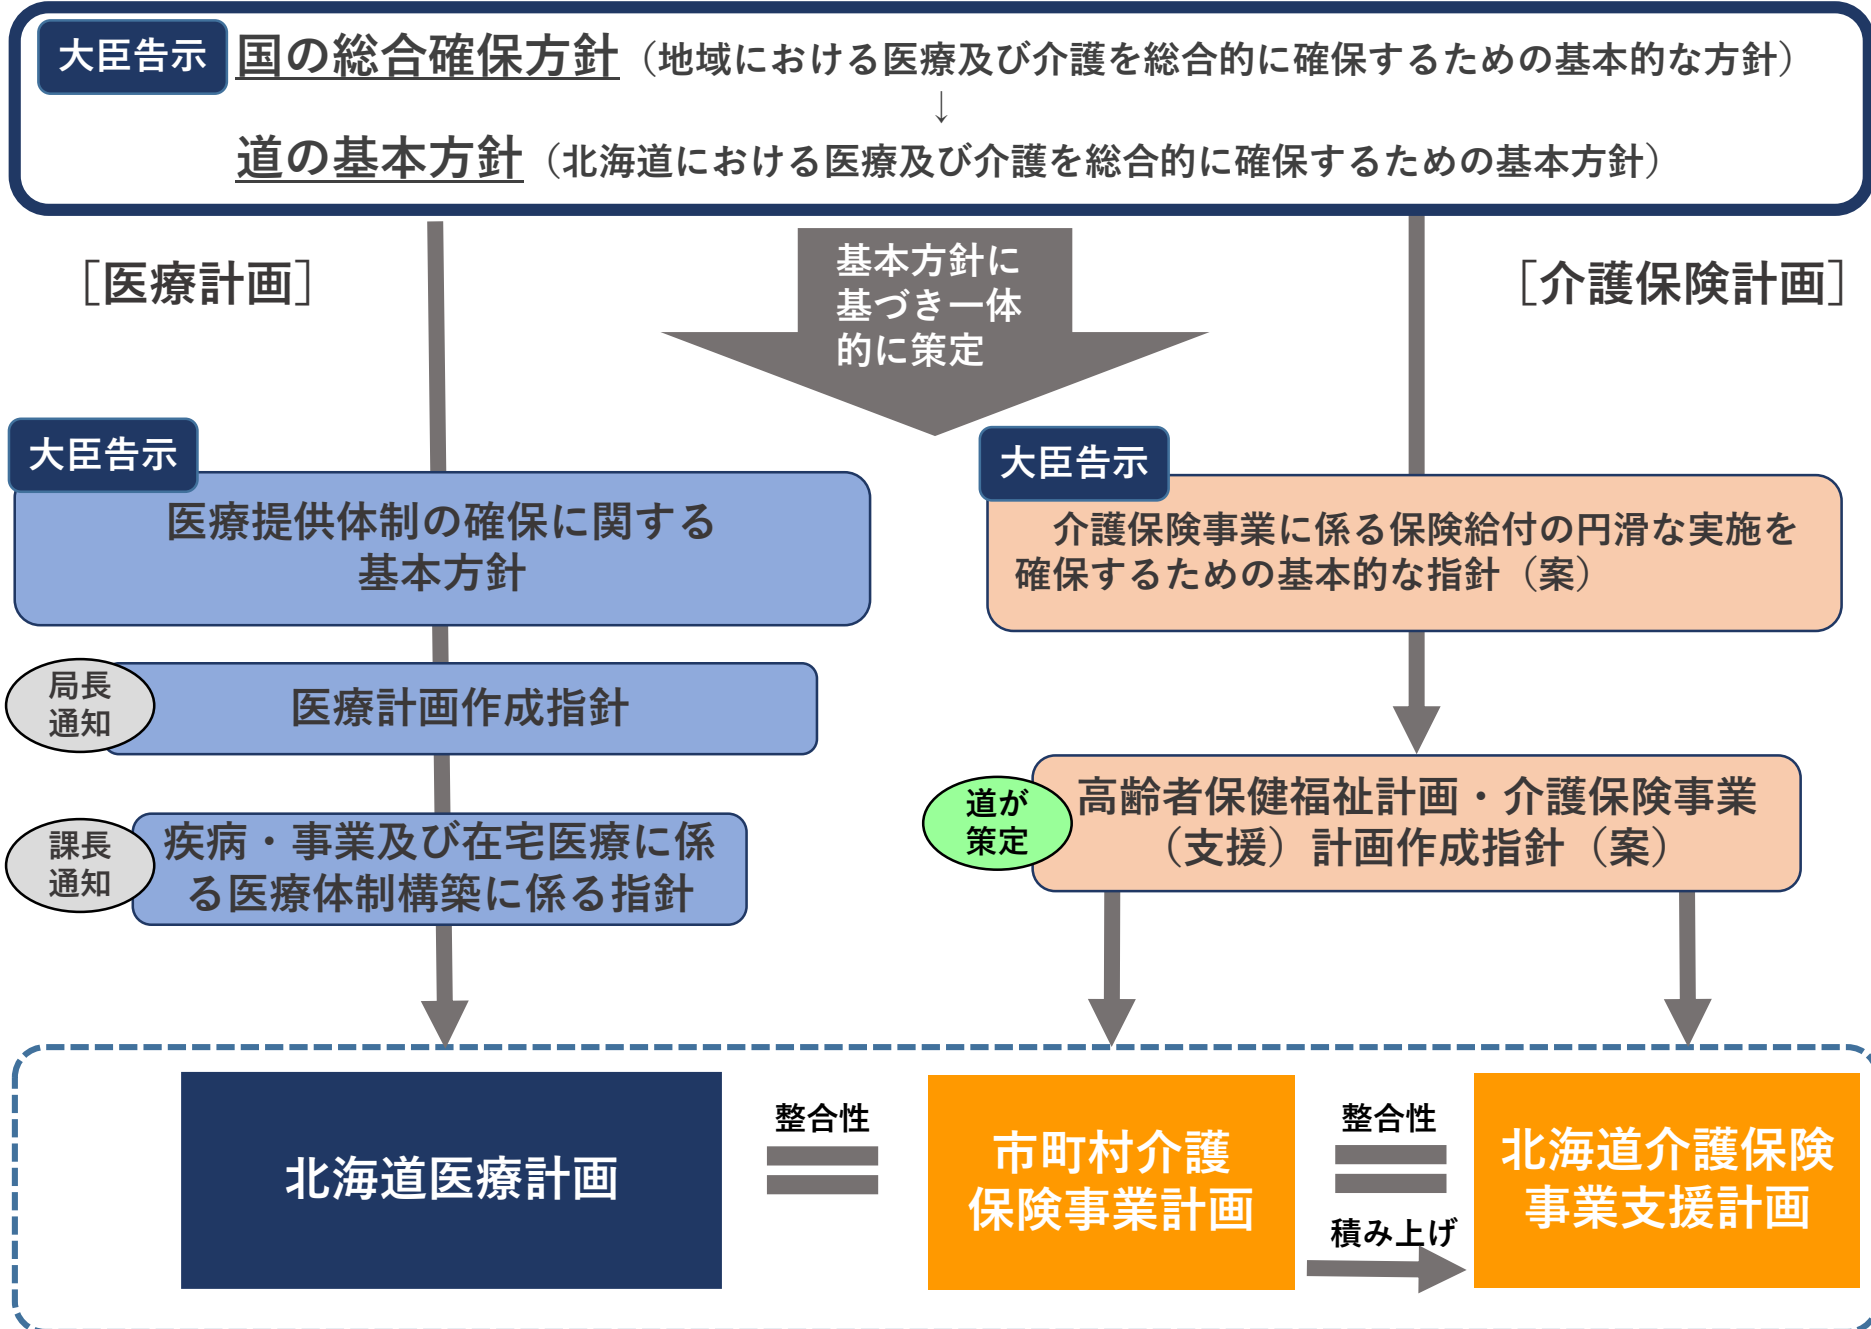 大臣告示 国の総合確保方針（地域における医療及び介護を総合的に確保するための基本的な方針）
↓
道の基本方針（北海道における医療及び介護を総合的に確保するための基本方針）
［医療計画］
基本方針に
基づき一体
的に策定
［介護保険計画］
大臣告示
医療提供体制の確保に関する
基本方針
局長
通知
医療計画作成指針
課長
通知
疾病・事業及び在宅医療に係
る医療体制構築に係る指針
大臣告示
介護保険事業に係る保険給付の円滑な実施を
確保するための基本的な指針（案）
道が
策定
高齢者保健福祉計画・介護保険事業
（支援）計画作成指針（案）
北海道医療計画
整合性
市町村介護
保険事業計画
整合性
積み上げ
北海道介護保険
事業支援計画